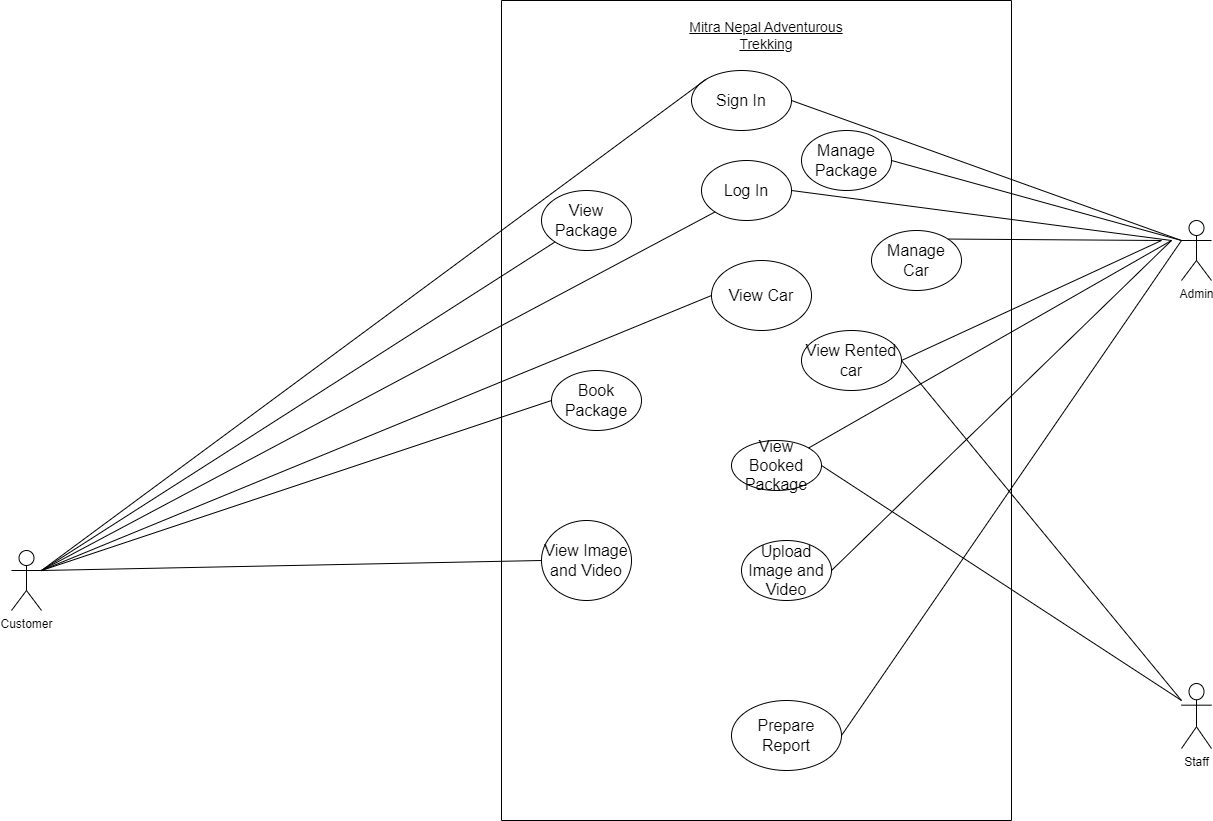 Mitra Nepal Adventurous
Trekking
Sign In
Manage
Package
Log In
View
Package
Manage
Car
Admin
View Car
View Rented
car
Book
Package
View
Booked
Package
View Image
and Video
Upload
Image and
Video
Customer
Prepare
Report
Staff